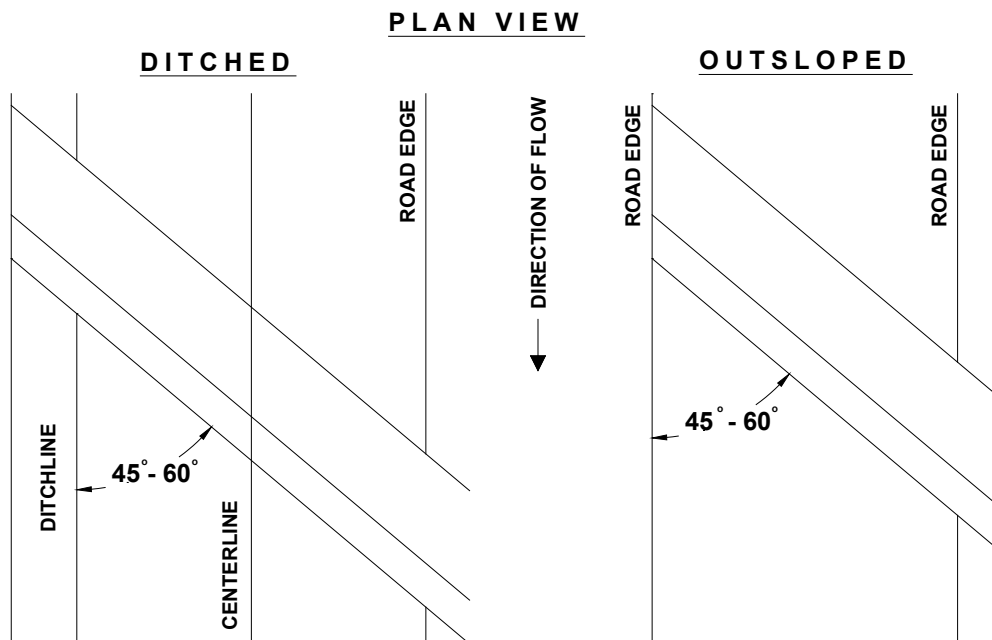 PLAN VIEW
DITCHED
OUTSLOPED
ROAD EDGE
DIRECTION OF FLOW
ROAD EDGE
ROAD EDGE
45°- 60°
DITCHLINE
CENTERLINE
45° - 60°